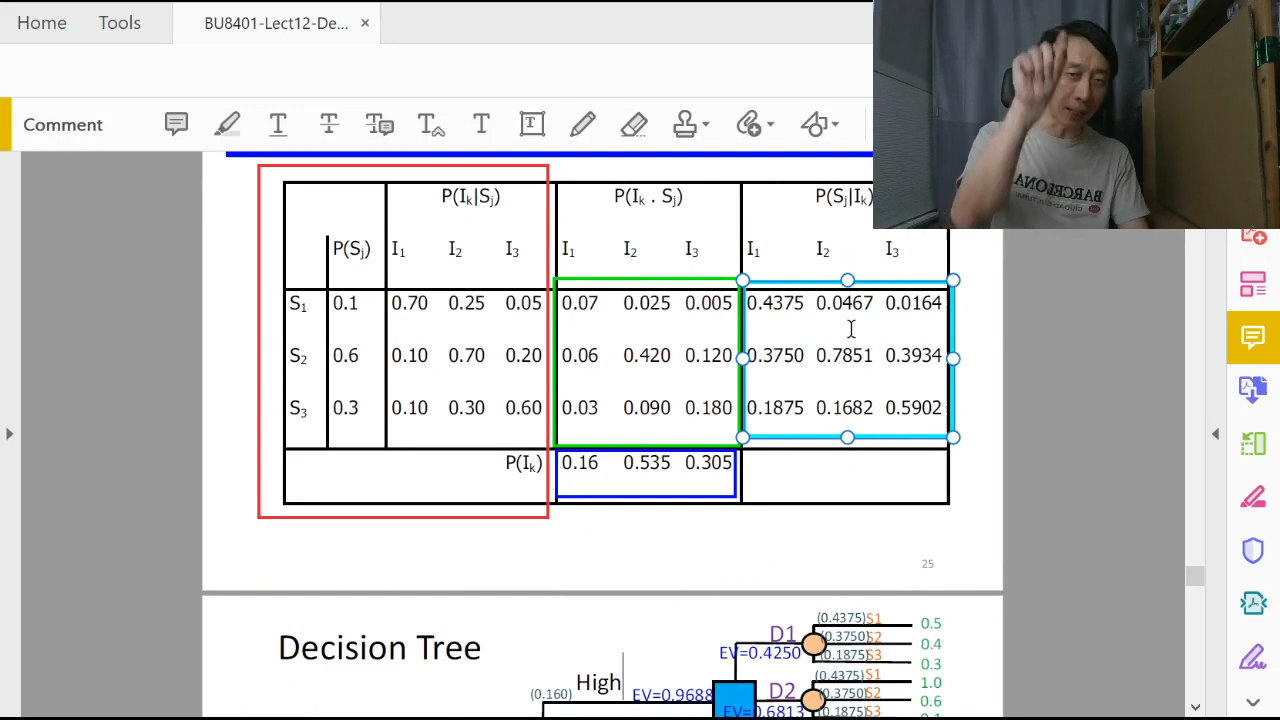 Home Tools BU8401-Lect12-De... ×
Comment
BARCELONA
P(Ik|Sj) P(Ik . Sj) P(Sj|Ik)
P(Sj) I1 I2 I3 I1 I2 I3 I1 I2 I3
S1 0.1 0.70 0.25 0.05 0.07 0.025 0.005 0.4375 0.0467 0.0164
S2 0.6 0.10 0.70 0.20 0.06 0.420 0.120 0.3750 0.7851 0.3934
S3 0.3 0.10 0.30 0.60 0.03 0.090 0.180 0.1875 0.1682 0.5902
P(Ik) 0.16 0.535 0.305
25
Decision Tree
(0.4375) S1 0.5
D1 (0.3750) S2 0.4
EV=0.4250 (0.1875) S3 0.3
High (0.4375) S1 1.0
(0.160) EV=0.9688 D2 (0.3750) S2 0.6
EV=0.6813 (0.1875) S3